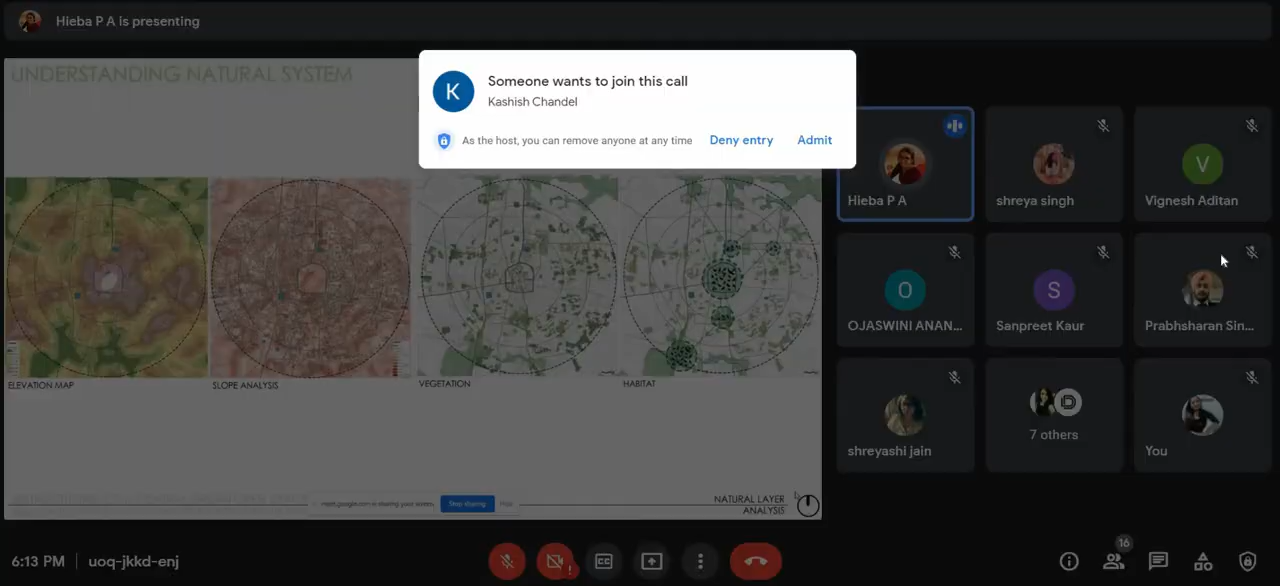 Hieba P A is presenting
UNDERSTANDING NATURAL SYSTEM
K
Someone wants to join this call
Kashish Chandel
As the host, you can remove anyone at any time
Deny entry
Admit
Hieba P A
shreya singh
V
Vignesh Aditan
O
OJASWINI ANAN...
S
Sanpreet Kaur
Prabhsharan Sin...
shreyashi jain
7 others
You
ELEVATION MAP
SLOPE ANALYSIS
VEGETATION
HABITAT
meet.google.com is sharing your screen.
Stop sharing
Hide
NATURAL LAYER
ANALYSIS
6:13 PM
uoq-jkkd-enj
CC
16